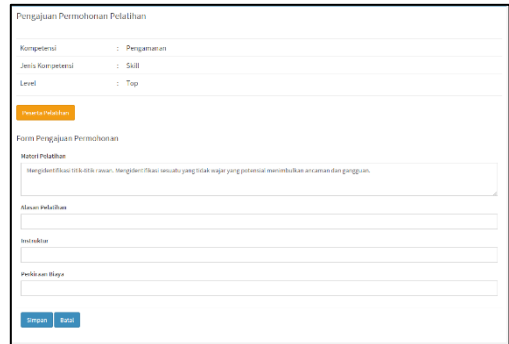 Pengajuan Permohonan Pelatihan
Kompetensi : Pengamanan
Jenis Kompetensi : Skill
Level : Top
Peserta Pelatihan
Form Pengajuan Permohonan
Materi Pelatihan
Mengidentifikasi titik-titik rawan. Mengidentifikasi sesuatu yang tidak wajar yang potensial menimbulkan ancaman dan gangguan.
Alasan Pelatihan
Instruktur
Perkiraan Biaya
Simpan Batal